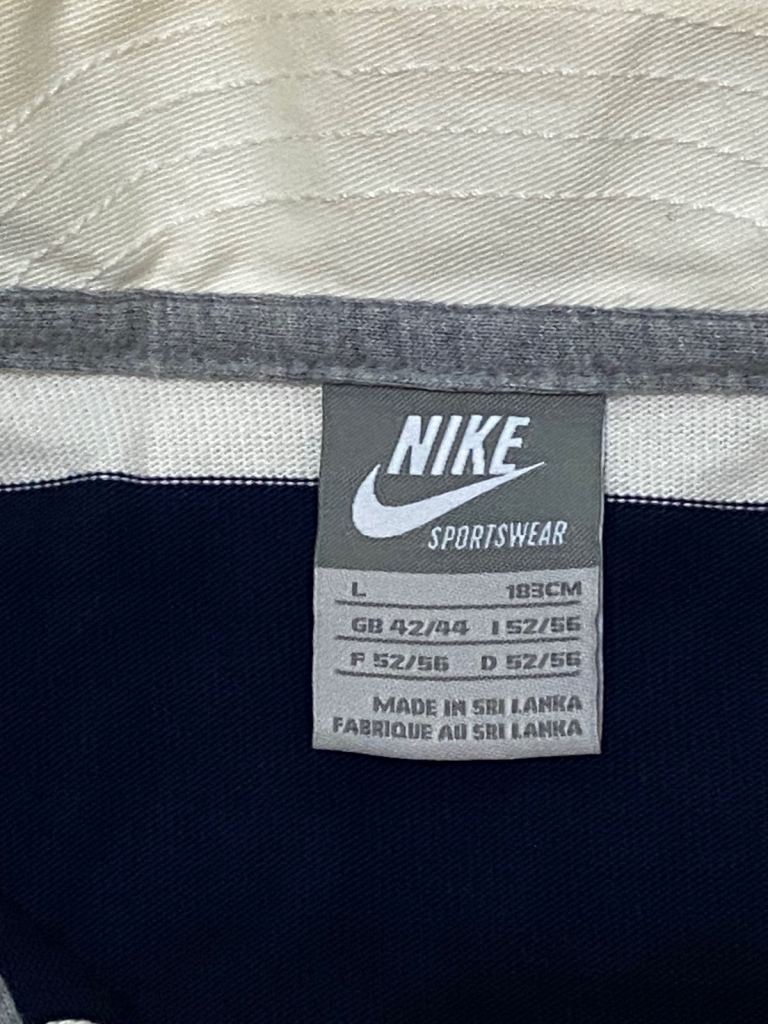 NIKE
SPORTSWEAR
L 183CM
GB 42/44 I 52/56
F 52/56 D 52/56
MADE IN SRI LANKA
FABRIQUE AU SRI LANKA